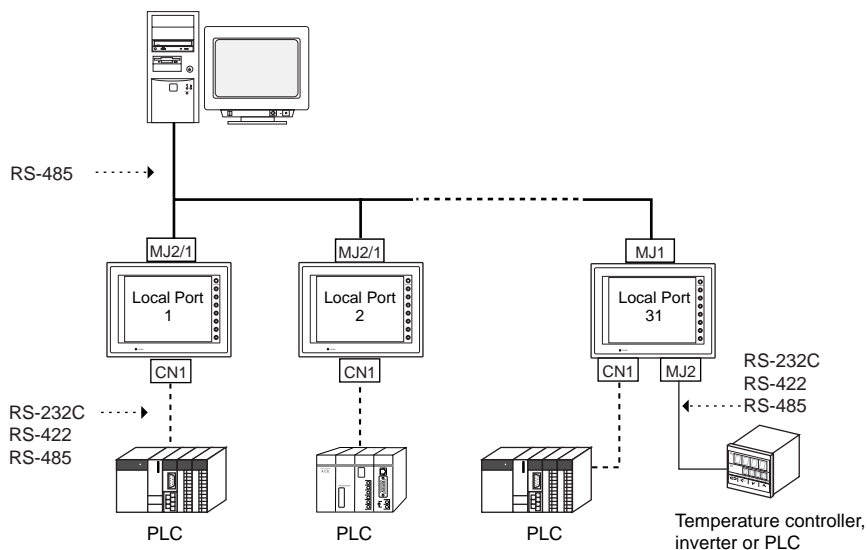 RS-485
MJ2/1
MJ2/1
MJ1
Local Port
1
Local Port
2
Local Port
31
CN1
CN1
CN1
MJ2
RS-232C
RS-422
RS-485
RS-232C
RS-422
RS-485
PLC
PLC
PLC
Temperature controller,
inverter or PLC